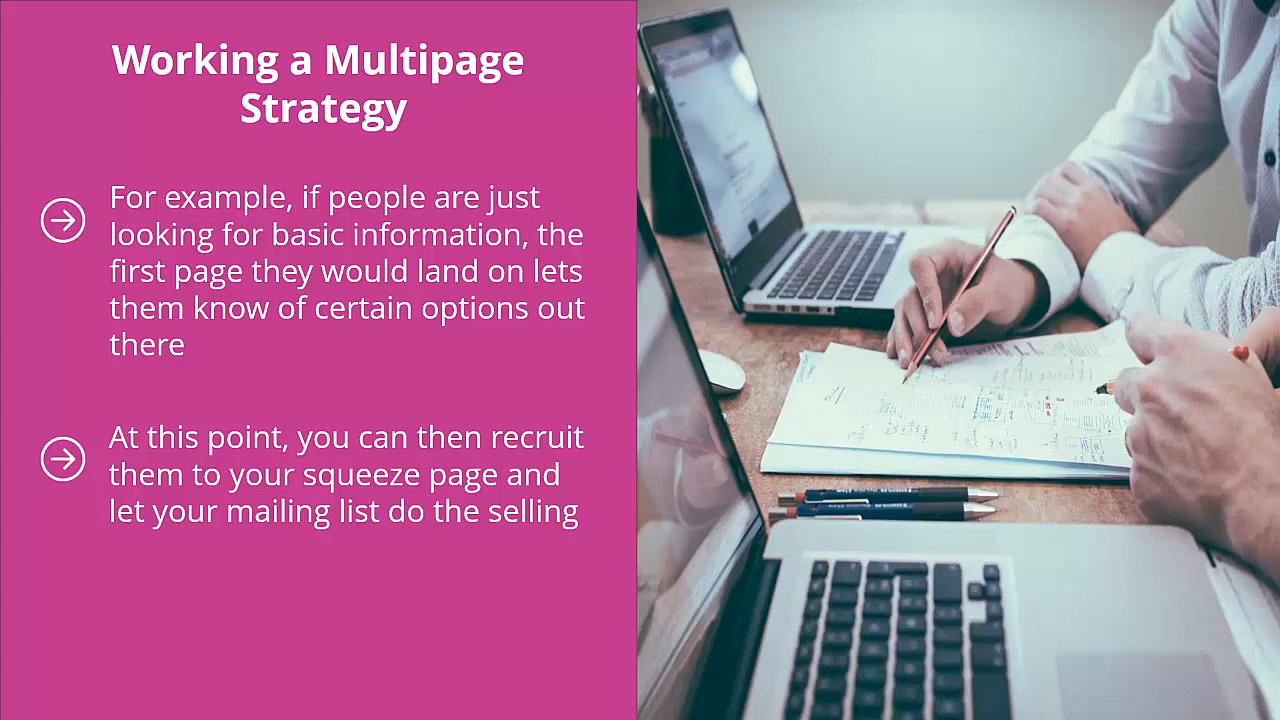 Working a Multipage
Strategy
For example, if people are just
looking for basic information, the
first page they would land on lets
them know of certain options out
there
At this point, you can then recruit
them to your squeeze page and
let your mailing list do the selling